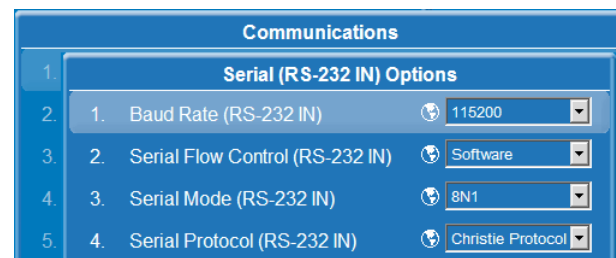 Communications
1. Serial (RS-232 IN) Options
2. 1. Baud Rate (RS-232 IN) 115200
3. 2. Serial Flow Control (RS-232 IN) Software
4. 3. Serial Mode (RS-232 IN) 8N1
5. 4. Serial Protocol (RS-232 IN) Christie Protocol